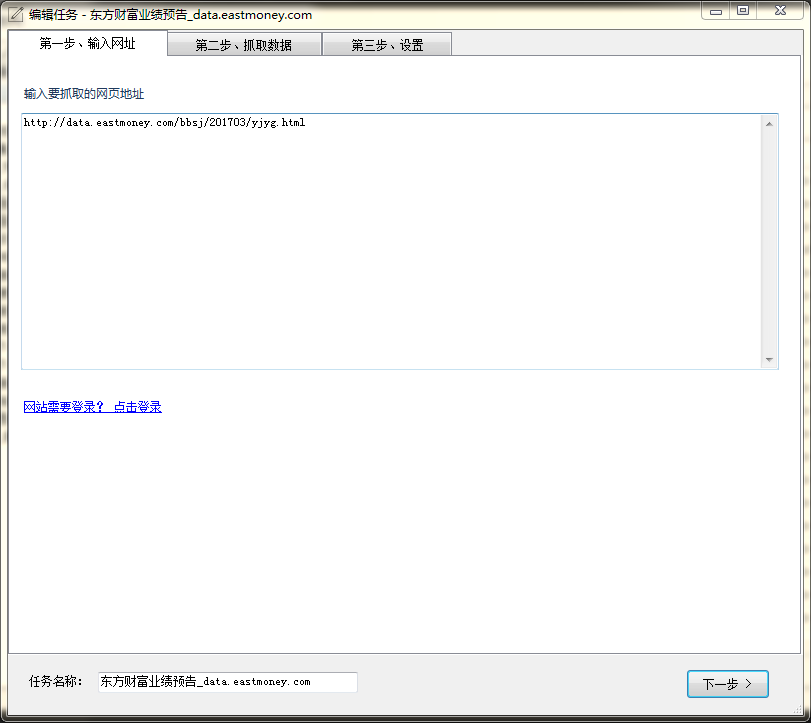 编辑任务 - 东方财富业绩预告_data.eastmoney.com
第一步、输入网址 第二步、抓取数据 第三步、设置
输入要抓取的网页地址
http://data.eastmoney.com/bbsj/201703/yjyg.html
网站需要登录? 点击登录
任务名称: 东方财富业绩预告_data.eastmoney.com
下一步 >